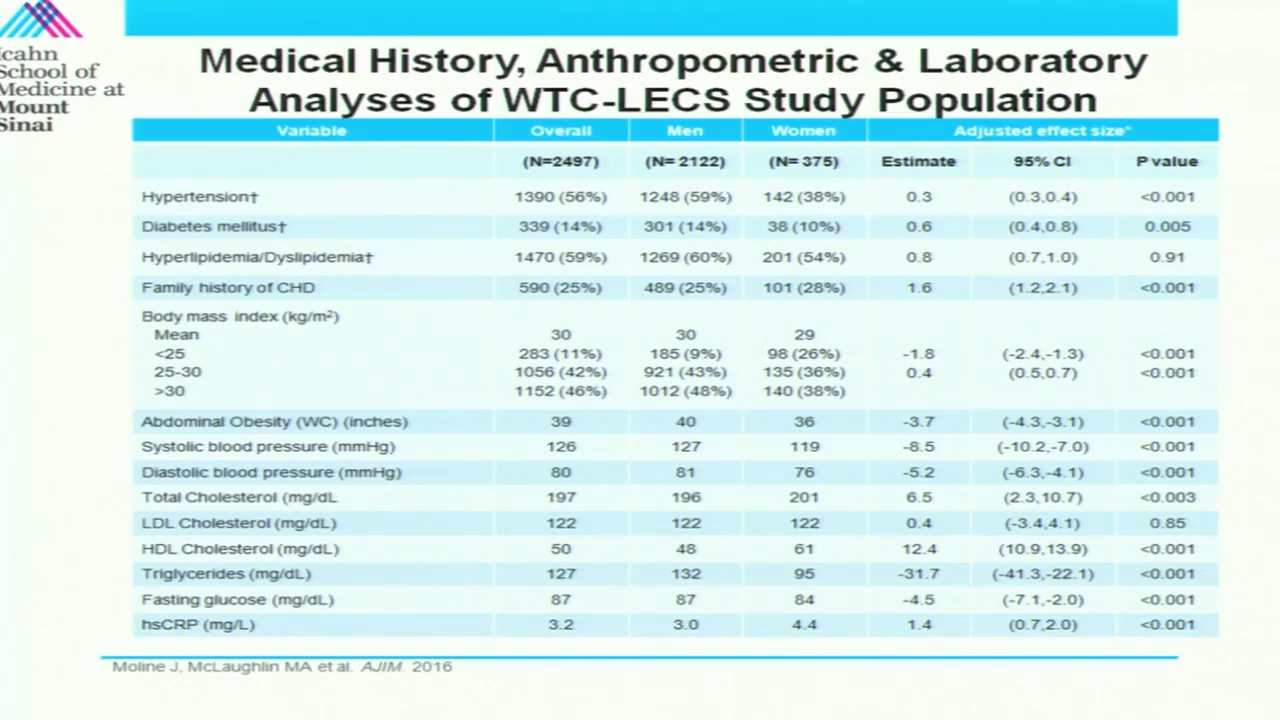 Icahn
School of
Medicine at
Mount
Sinai
Medical History, Anthropometric & Laboratory
Analyses of WTC-LECS Study Population
Variable Overall Men Women Adjusted effect size*
(N=2497) (N= 2122) (N= 375) Estimate 95% CI P value
Hypertension† 1390 (56%) 1248 (59%) 142 (38%) 0.3 (0.3,0.4) <0.001
Diabetes mellitus† 339 (14%) 301 (14%) 38 (10%) 0.6 (0.4,0.8) 0.005
Hyperlipidemia/Dyslipidemia† 1470 (59%) 1269 (60%) 201 (54%) 0.8 (0.7,1.0) 0.91
Family history of CHD 590 (25%) 489 (25%) 101 (28%) 1.6 (1.2,2.1) <0.001
Body mass index (kg/m²)
Mean 30 30 29
<25 283 (11%) 185 (9%) 98 (26%) -1.8 (-2.4,-1.3) <0.001
25-30 1056 (42%) 921 (43%) 135 (36%) 0.4 (0.5,0.7) <0.001
>30 1152 (46%) 1012 (48%) 140 (38%)
Abdominal Obesity (WC) (inches) 39 40 36 -3.7 (-4.3,-3.1) <0.001
Systolic blood pressure (mmHg) 126 127 119 -8.5 (-10.2,-7.0) <0.001
Diastolic blood pressure (mmHg) 80 81 76 -5.2 (-6.3,-4.1) <0.001
Total Cholesterol (mg/dL 197 196 201 6.5 (2.3,10.7) <0.003
LDL Cholesterol (mg/dL) 122 122 122 0.4 (-3.4,4.1) 0.85
HDL Cholesterol (mg/dL) 50 48 61 12.4 (10.9,13.9) <0.001
Triglycerides (mg/dL) 127 132 95 -31.7 (-41.3,-22.1) <0.001
Fasting glucose (mg/dL) 87 87 84 -4.5 (-7.1,-2.0) <0.001
hsCRP (mg/L) 3.2 3.0 4.4 1.4 (0.7,2.0) <0.001
Moline J, McLaughlin MA et al. AJIM. 2016